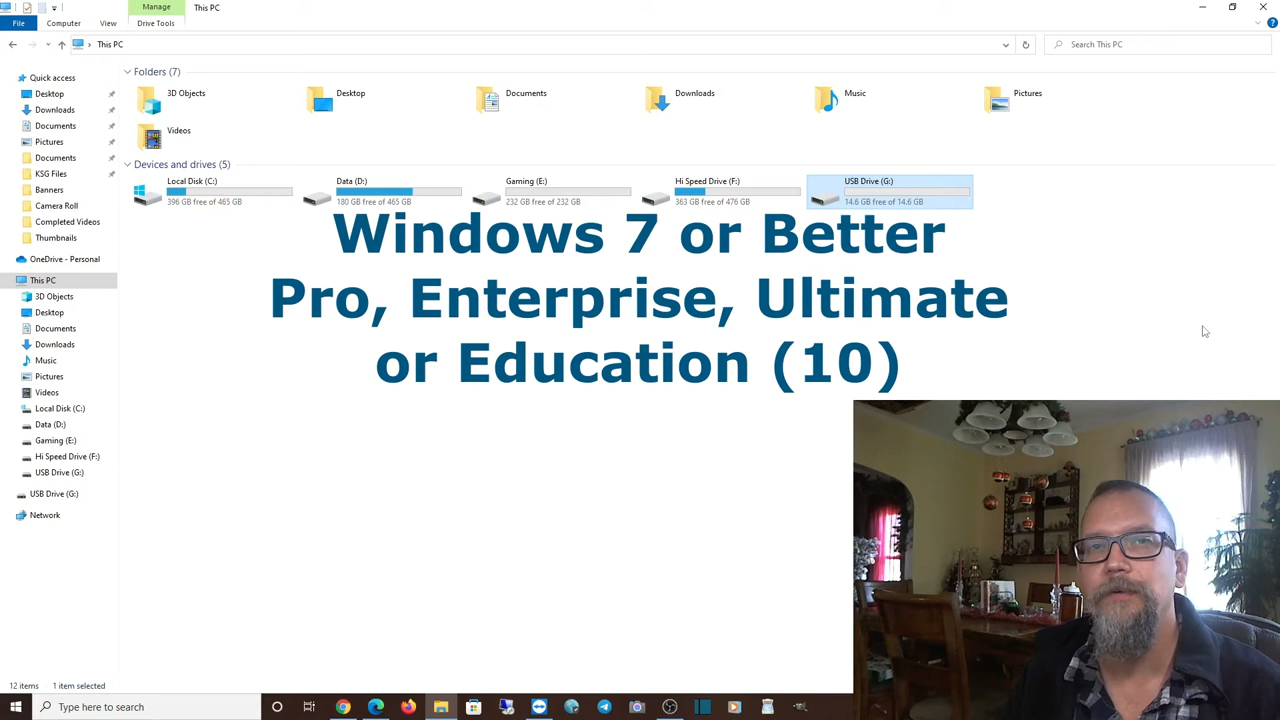 Manage
This PC
File
Computer
View
Drive Tools
This PC
Search This PC
Quick access
Desktop
Downloads
Documents
Pictures
Documents
KSG Files
Banners
Camera Roll
Completed Videos
Thumbnails
OneDrive - Personal
This PC
3D Objects
Desktop
Documents
Downloads
Music
Pictures
Videos
Local Disk (C:)
Data (D:)
Gaming (E:)
Hi Speed Drive (F:)
USB Drive (G:)
USB Drive (G:)
Network
Folders (7)
3D Objects
Desktop
Documents
Downloads
Music
Pictures
Videos
Devices and drives (5)
Local Disk (C:)
396 GB free of 465 GB
Data (D:)
180 GB free of 465 GB
Gaming (E:)
232 GB free of 232 GB
Hi Speed Drive (F:)
363 GB free of 476 GB
USB Drive (G:)
14.6 GB free of 14.6 GB
Windows 7 or Better
Pro, Enterprise, Ultimate
or Education (10)
12 items
1 item selected
Type here to search